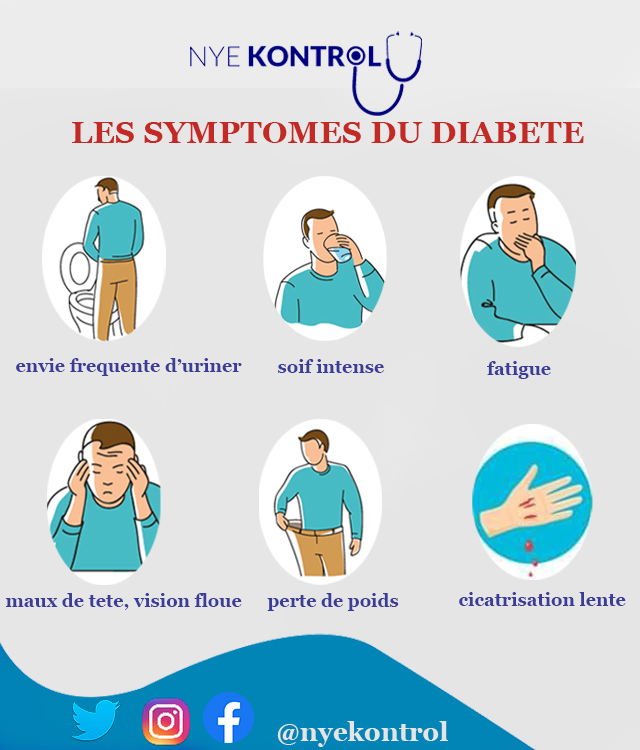 NYE KONTROL
LES SYMPTOMES DU DIABETE
envie frequente d'uriner
soif intense
fatigue
maux de tete, vision floue
perte de poids
cicatrisation lente
@nyekontrol